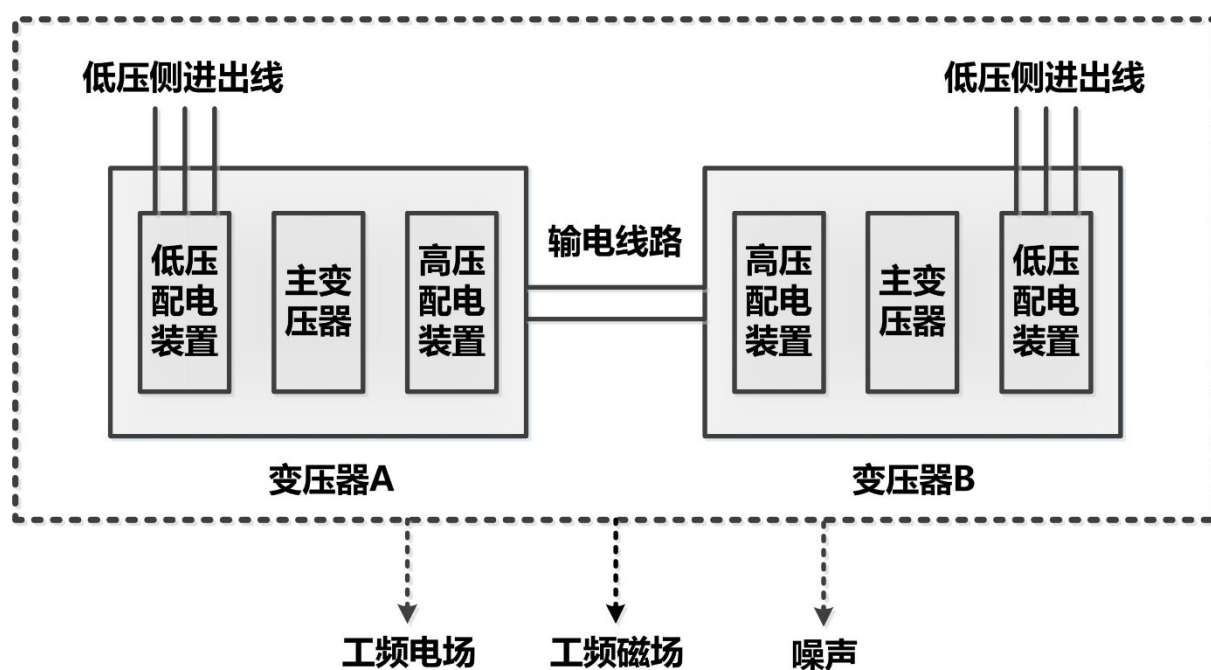 低压侧进出线
低压侧进出线
输电线路
低压
配电
装置
主变
压器
高压
配电
装置
高压
配电
装置
主变
压器
低压
配电
装置
变压器A
变压器B
工频电场
工频磁场
噪声